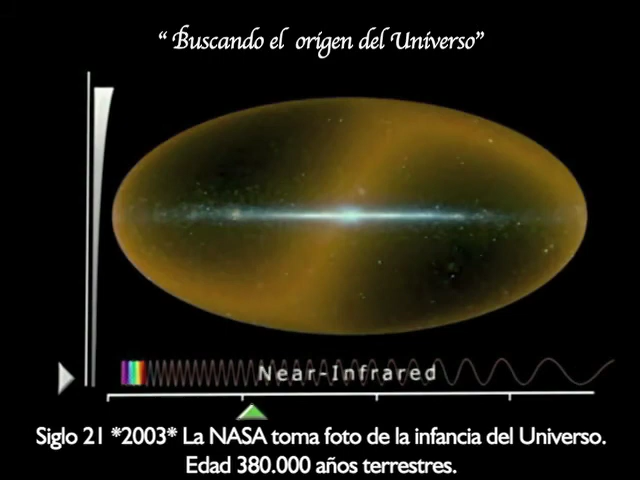 “ Buscando el origen del Universo”
Near-Infrared
Siglo 21 *2003* La NASA toma foto de la infancia del Universo.
Edad 380.000 años terrestres.